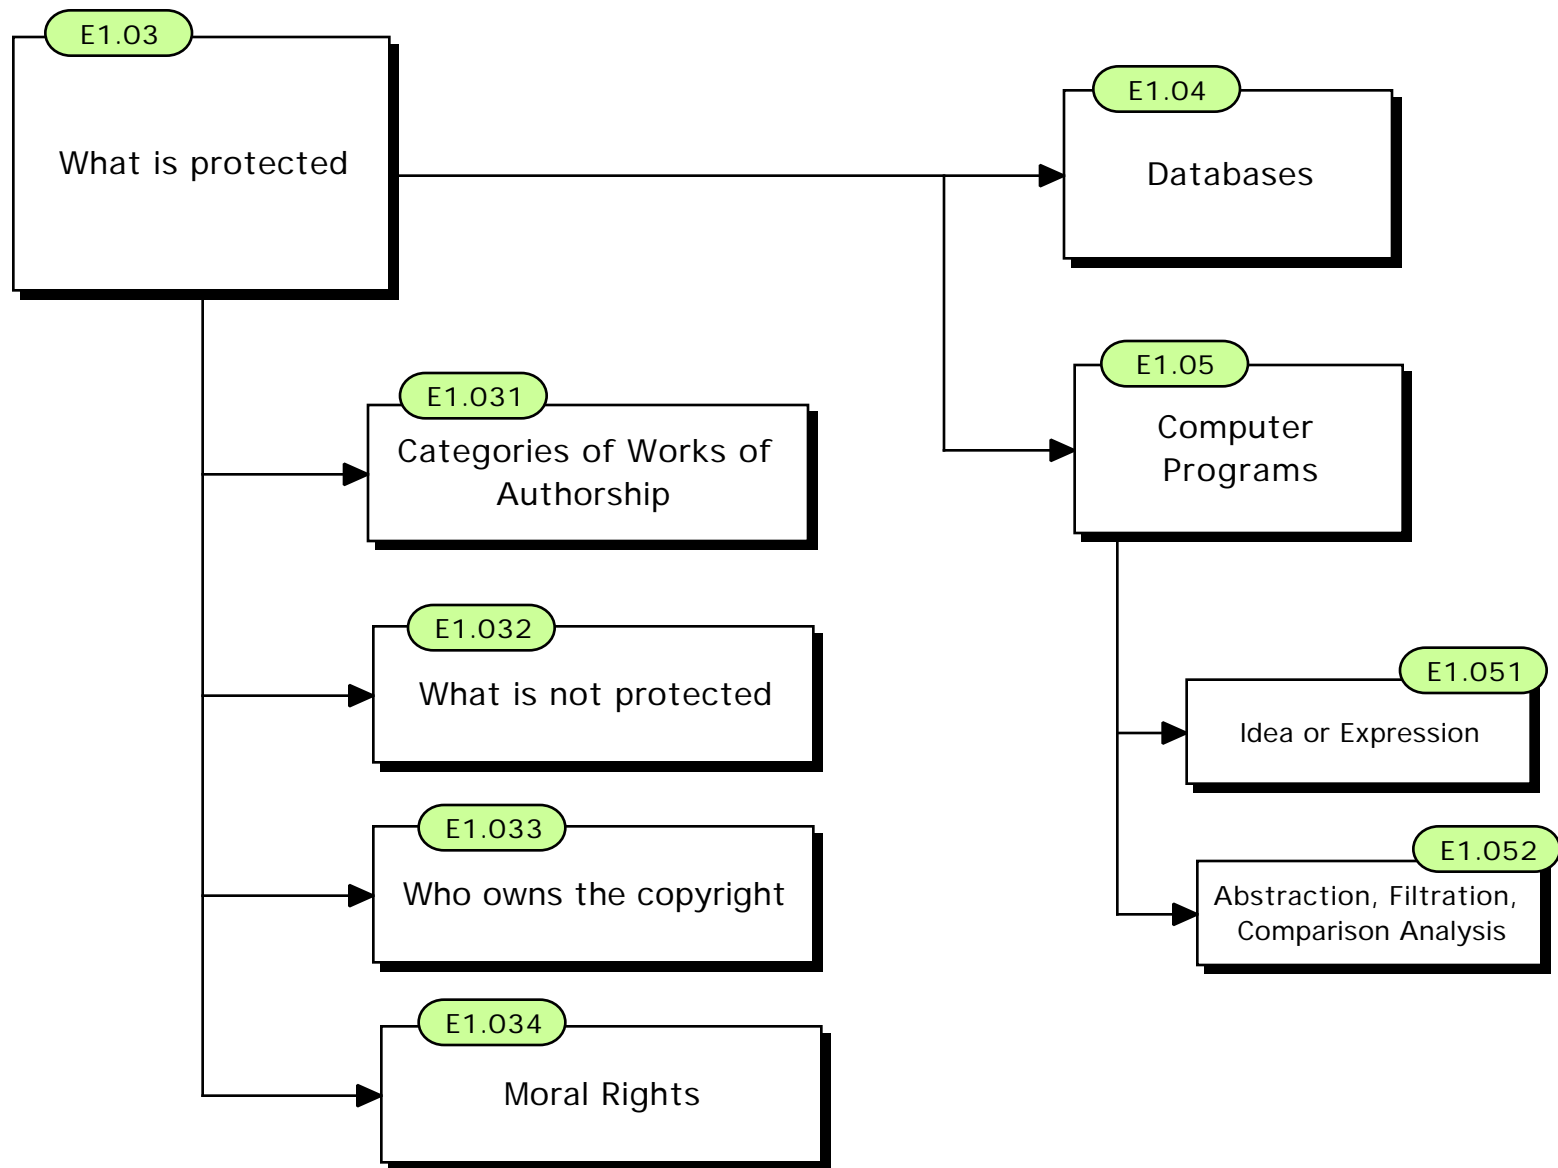 E1.03
What is protected
E1.04
Databases
E1.05
Computer
Programs
E1.031
Categories of Works of
Authorship
E1.032
What is not protected
E1.033
Who owns the copyright
E1.034
Moral Rights
E1.051
Idea or Expression
E1.052
Abstraction, Filtration,
Comparison Analysis